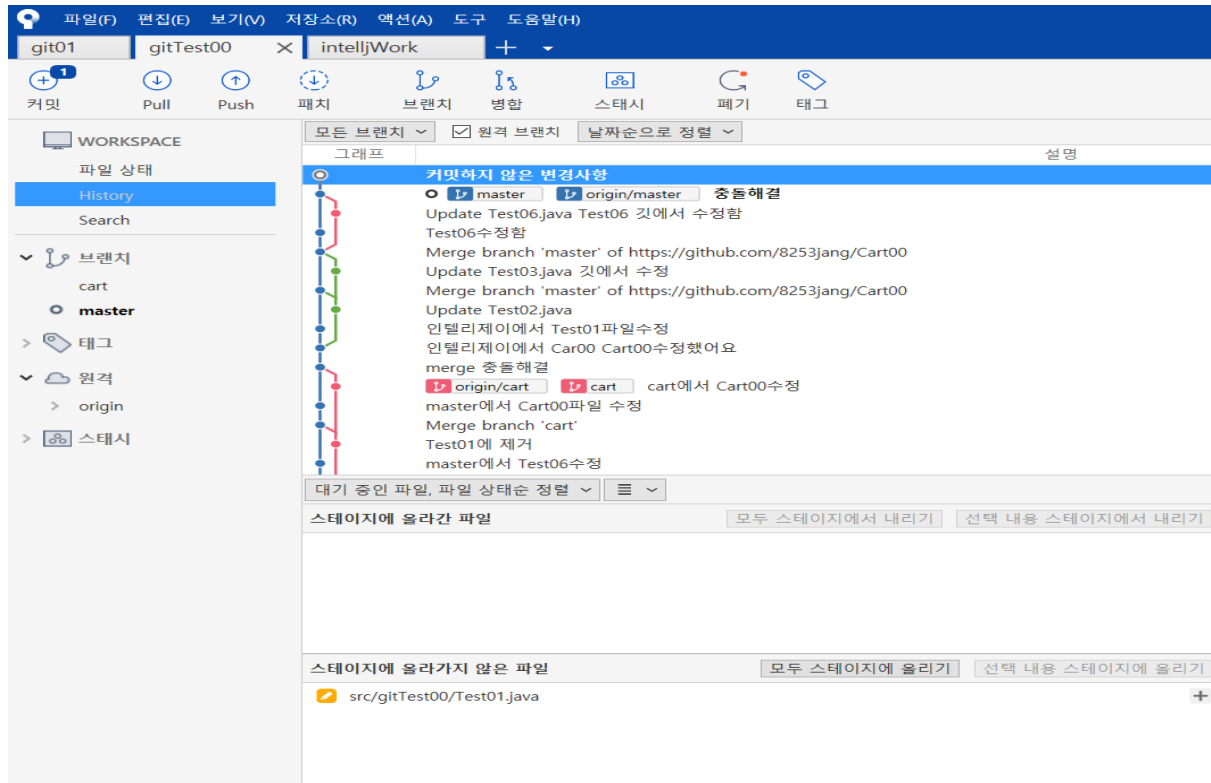 파일(F) 편집(E) 보기(V) 저장소(R) 액션(A) 도구 도움말(H)
git01 gitTest00 intelljWork
1
커밋 Pull Push 패치 브랜치 병합 스태시 폐기 태그
WORKSPACE
파일 상태
History
Search
브랜치
cart
master
태그
원격
origin
스태시
모든 브랜치 원격 브랜치 날짜순으로 정렬
그래프 설명
커밋하지 않은 변경사항
master origin/master 충돌해결
Update Test06.java Test06 깃에서 수정함
Test06수정함
Merge branch 'master' of https://github.com/8253jang/Cart00
Update Test03.java 깃에서 수정
Merge branch 'master' of https://github.com/8253jang/Cart00
Update Test02.java
인텔리제이에서 Test01파일수정
인텔리제이에서 Car00 Cart00수정했어요
merge 충돌해결
origin/cart cart cart에서 Cart00수정
master에서 Cart00파일 수정
Merge branch 'cart'
Test01에 제거
master에서 Test06수정
대기 중인 파일, 파일 상태순 정렬
스테이지에 올라간 파일 모두 스테이지에서 내리기 선택 내용 스테이지에서 내리기
스테이지에 올라가지 않은 파일 모두 스테이지에 올리기 선택 내용 스테이지에 올리기
src/gitTest00/Test01.java